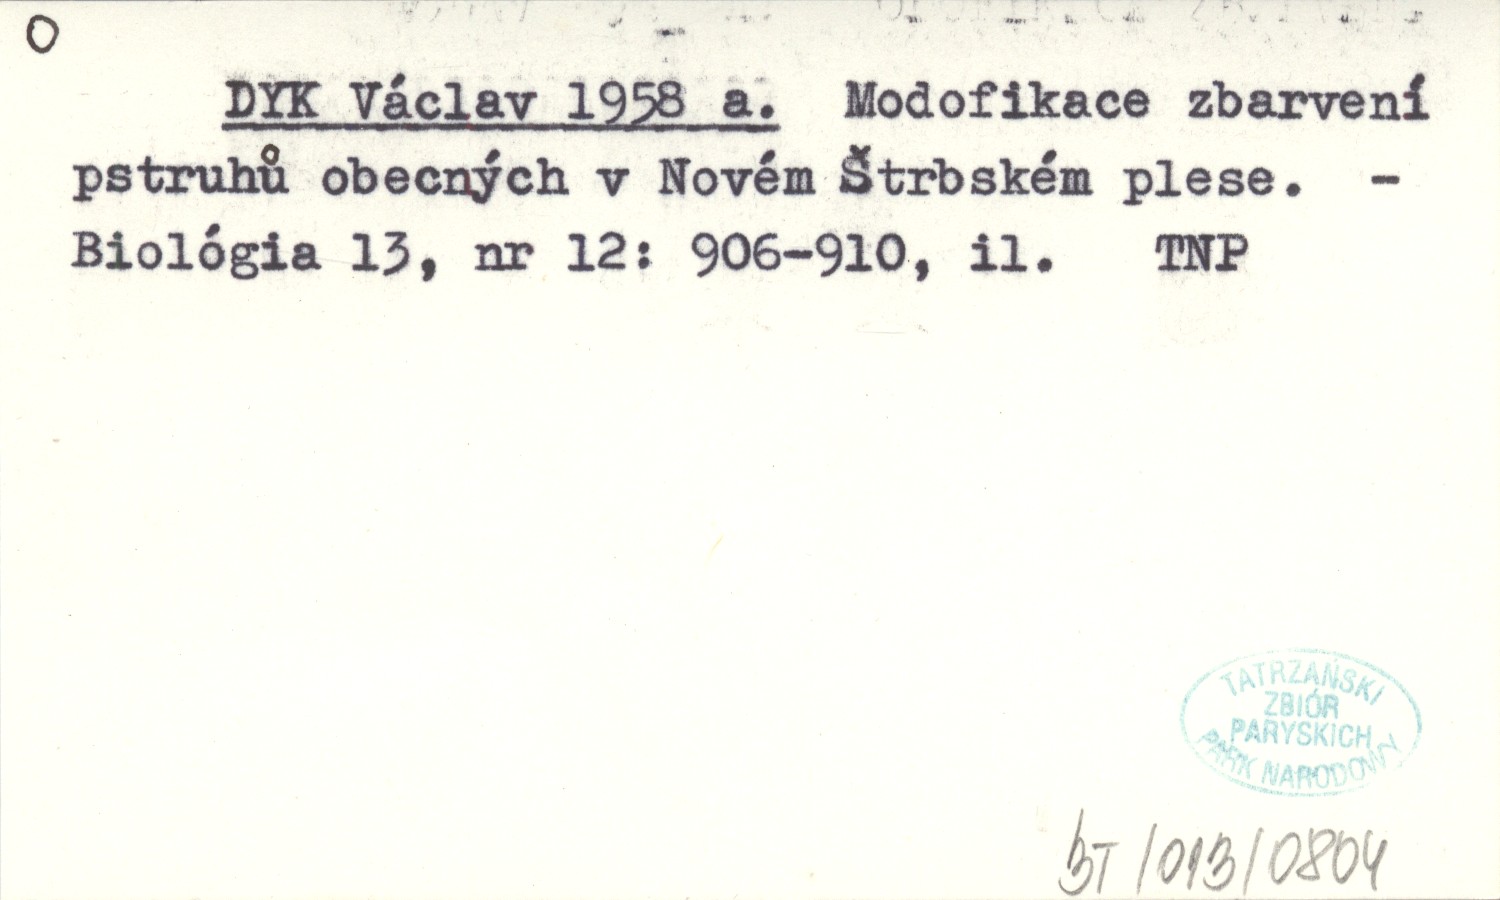 O
DYK Václav 1958 a. Modofikace zbarvení
pstruhů obecných v Novém Štrbském plese. -
Biológia 13, nr 12: 906-910, il. TNP
TATRZAŃSKI
ZBIÓR
PARYSKICH
PARK NARODOWY
BT/013/0804